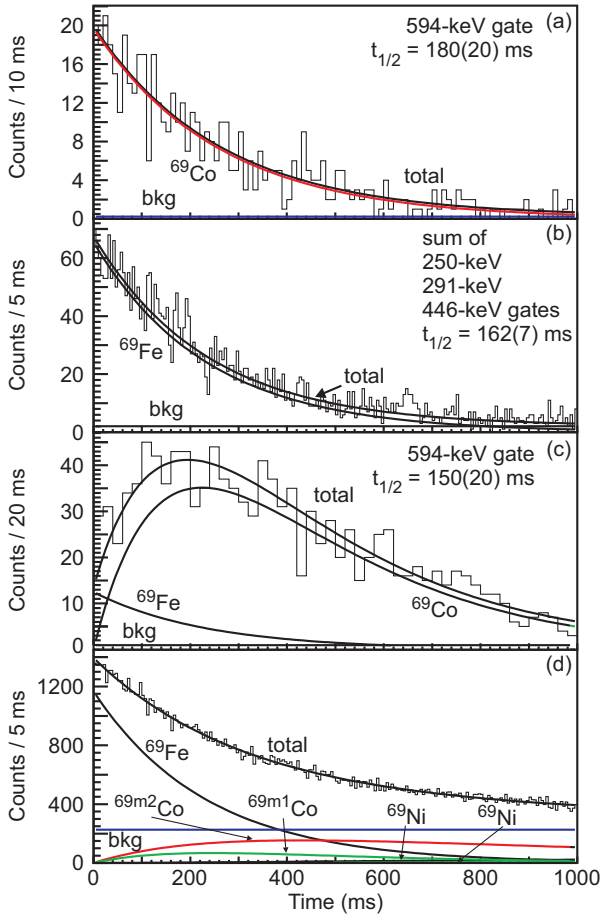 (a)
594-keV gate
t1/2 = 180(20) ms
20
16
12
8
4
0
Counts / 10 ms
69Co
total
bkg
(b)
sum of
250-keV
291-keV
446-keV gates
t1/2 = 162(7) ms
60
40
20
0
Counts / 5 ms
69Fe
total
bkg
(c)
594-keV gate
t1/2 = 150(20) ms
40
30
20
10
0
Counts / 20 ms
total
69Fe
69Co
bkg
(d)
1200
800
400
0
Counts / 5 ms
69Fe
total
69m2Co
69m1Co
69Ni
69Ni
bkg
0 200 400 600 800 1000
Time (ms)